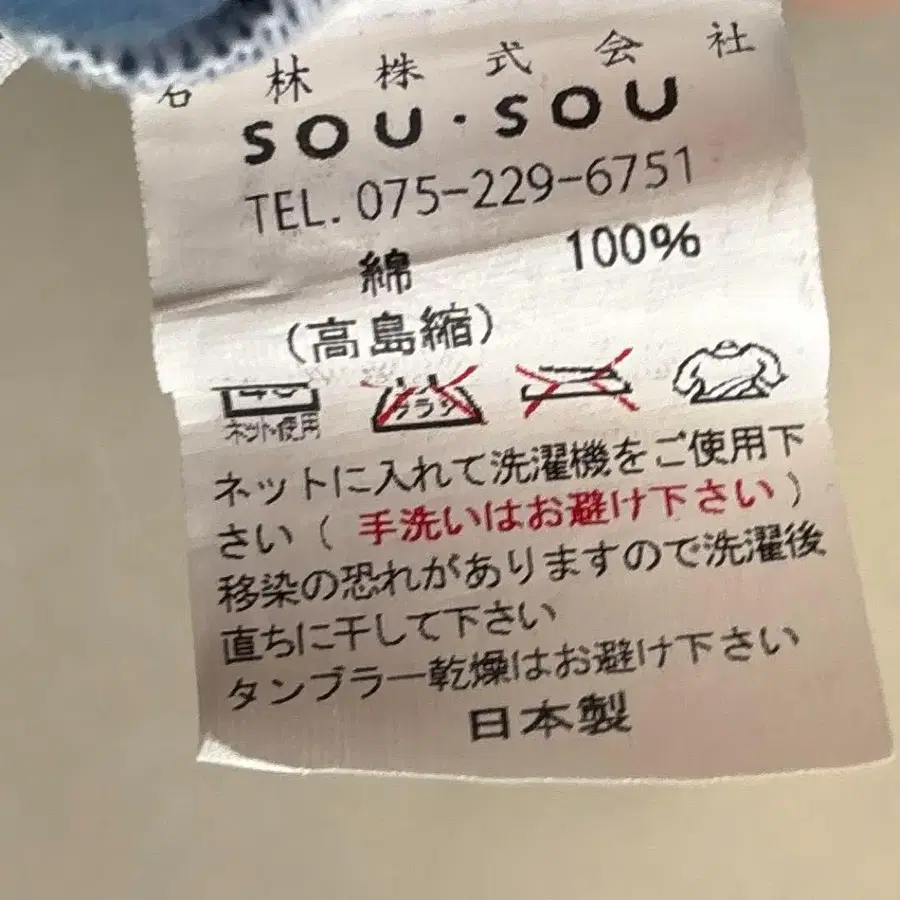 林株式会社
SOU・SOU
TEL. 075-229-6751
綿 100%
(高島縮)
ネット使用
ネットに入れて洗濯機をご使用下
さい(手洗いはお避け下さい)
移染の恐れがありますので洗濯後
直ちに干して下さい
タンブラー乾燥はお避け下さい
日本製